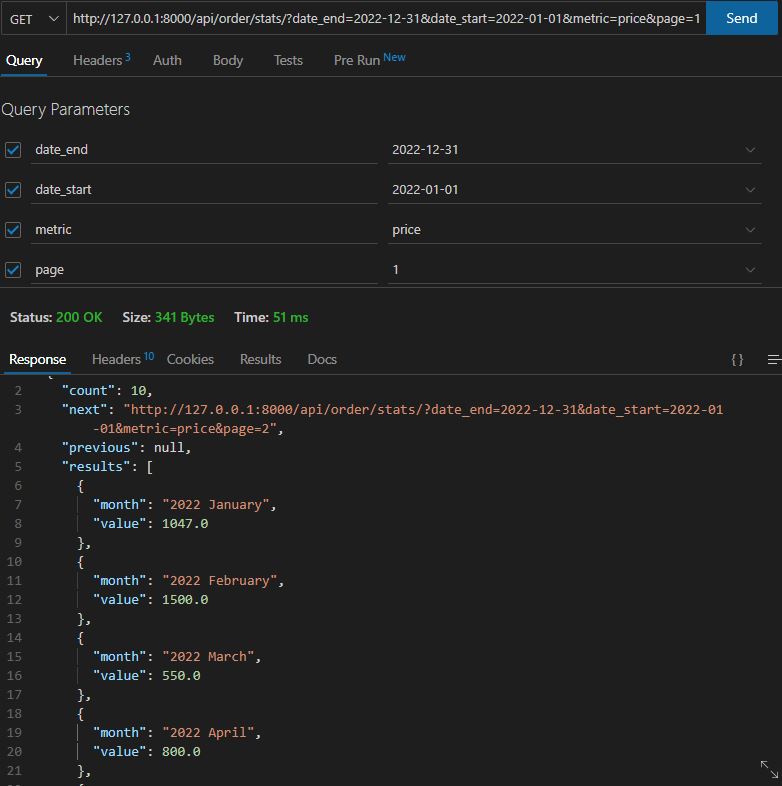 GET http://127.0.0.1:8000/api/order/stats/?date_end=2022-12-31&date_start=2022-01-01&metric=price&page=1 Send
Query Headers 3 Auth Body Tests Pre Run New
Query Parameters
date_end 2022-12-31
date_start 2022-01-01
metric price
page 1
Status: 200 OK Size: 341 Bytes Time: 51 ms
Response Headers 10 Cookies Results Docs { }
2 "count": 10,
3 "next": "http://127.0.0.1:8000/api/order/stats/?date_end=2022-12-31&date_start=2022-01
-01&metric=price&page=2",
4 "previous": null,
5 "results": [
6 {
7 "month": "2022 January",
8 "value": 1047.0
9 },
10 {
11 "month": "2022 February",
12 "value": 1500.0
13 },
14 {
15 "month": "2022 March",
16 "value": 550.0
17 },
18 {
19 "month": "2022 April",
20 "value": 800.0
21 },